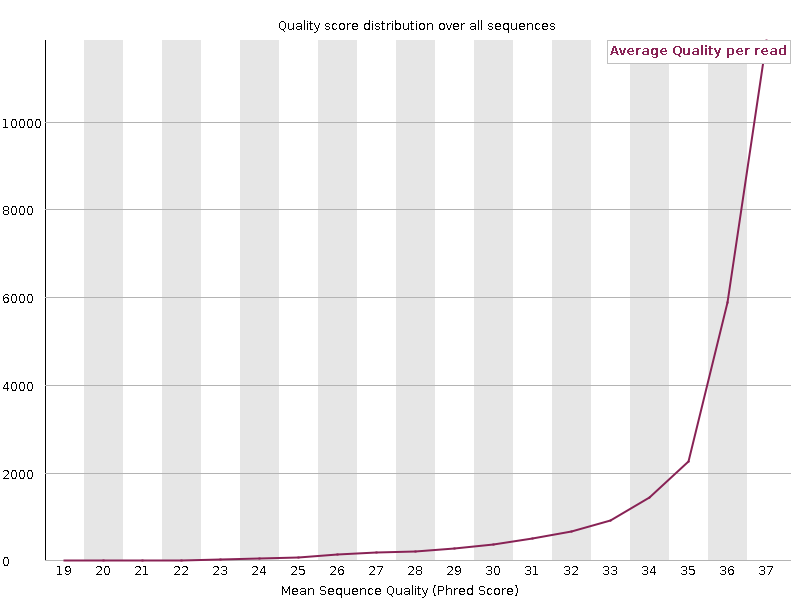 Quality score distribution over all sequences
Average Quality per read
10000
8000
6000
4000
2000
0
19 20 21 22 23 24 25 26 27 28 29 30 31 32 33 34 35 36 37
Mean Sequence Quality (Phred Score)